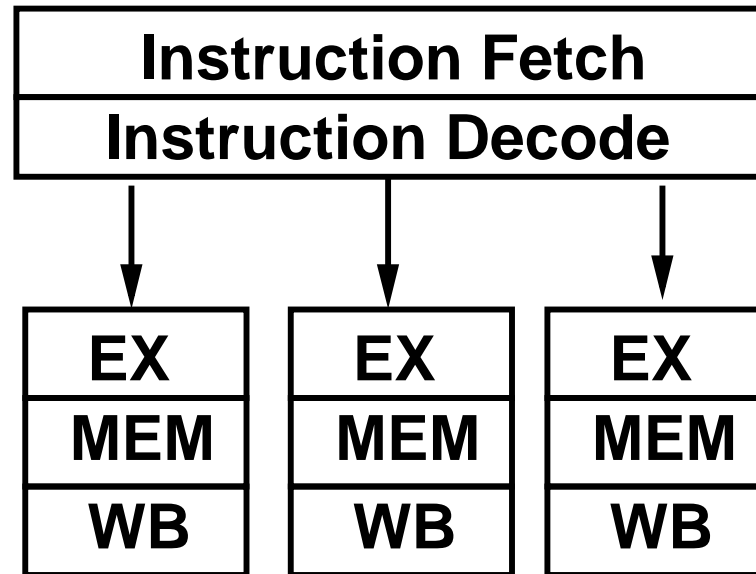 Instruction Fetch
Instruction Decode
EX EX EX
MEM MEM MEM
WB WB WB